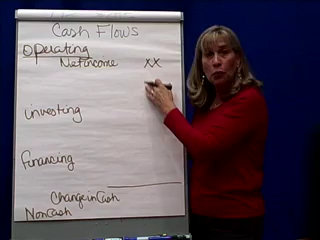 Cash Flows
Operating
Net income XX
investing
financing
Change in Cash
Non Cash